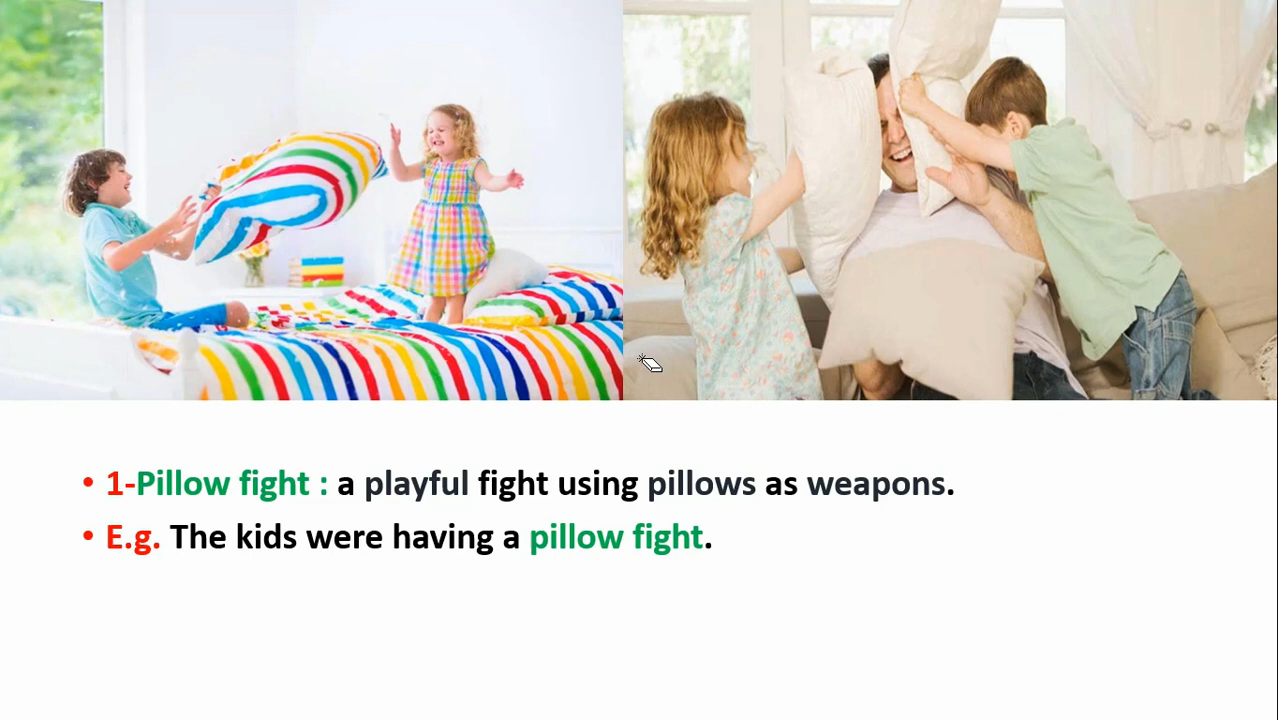 • 1-Pillow fight : a playful fight using pillows as weapons.
• E.g. The kids were having a pillow fight.